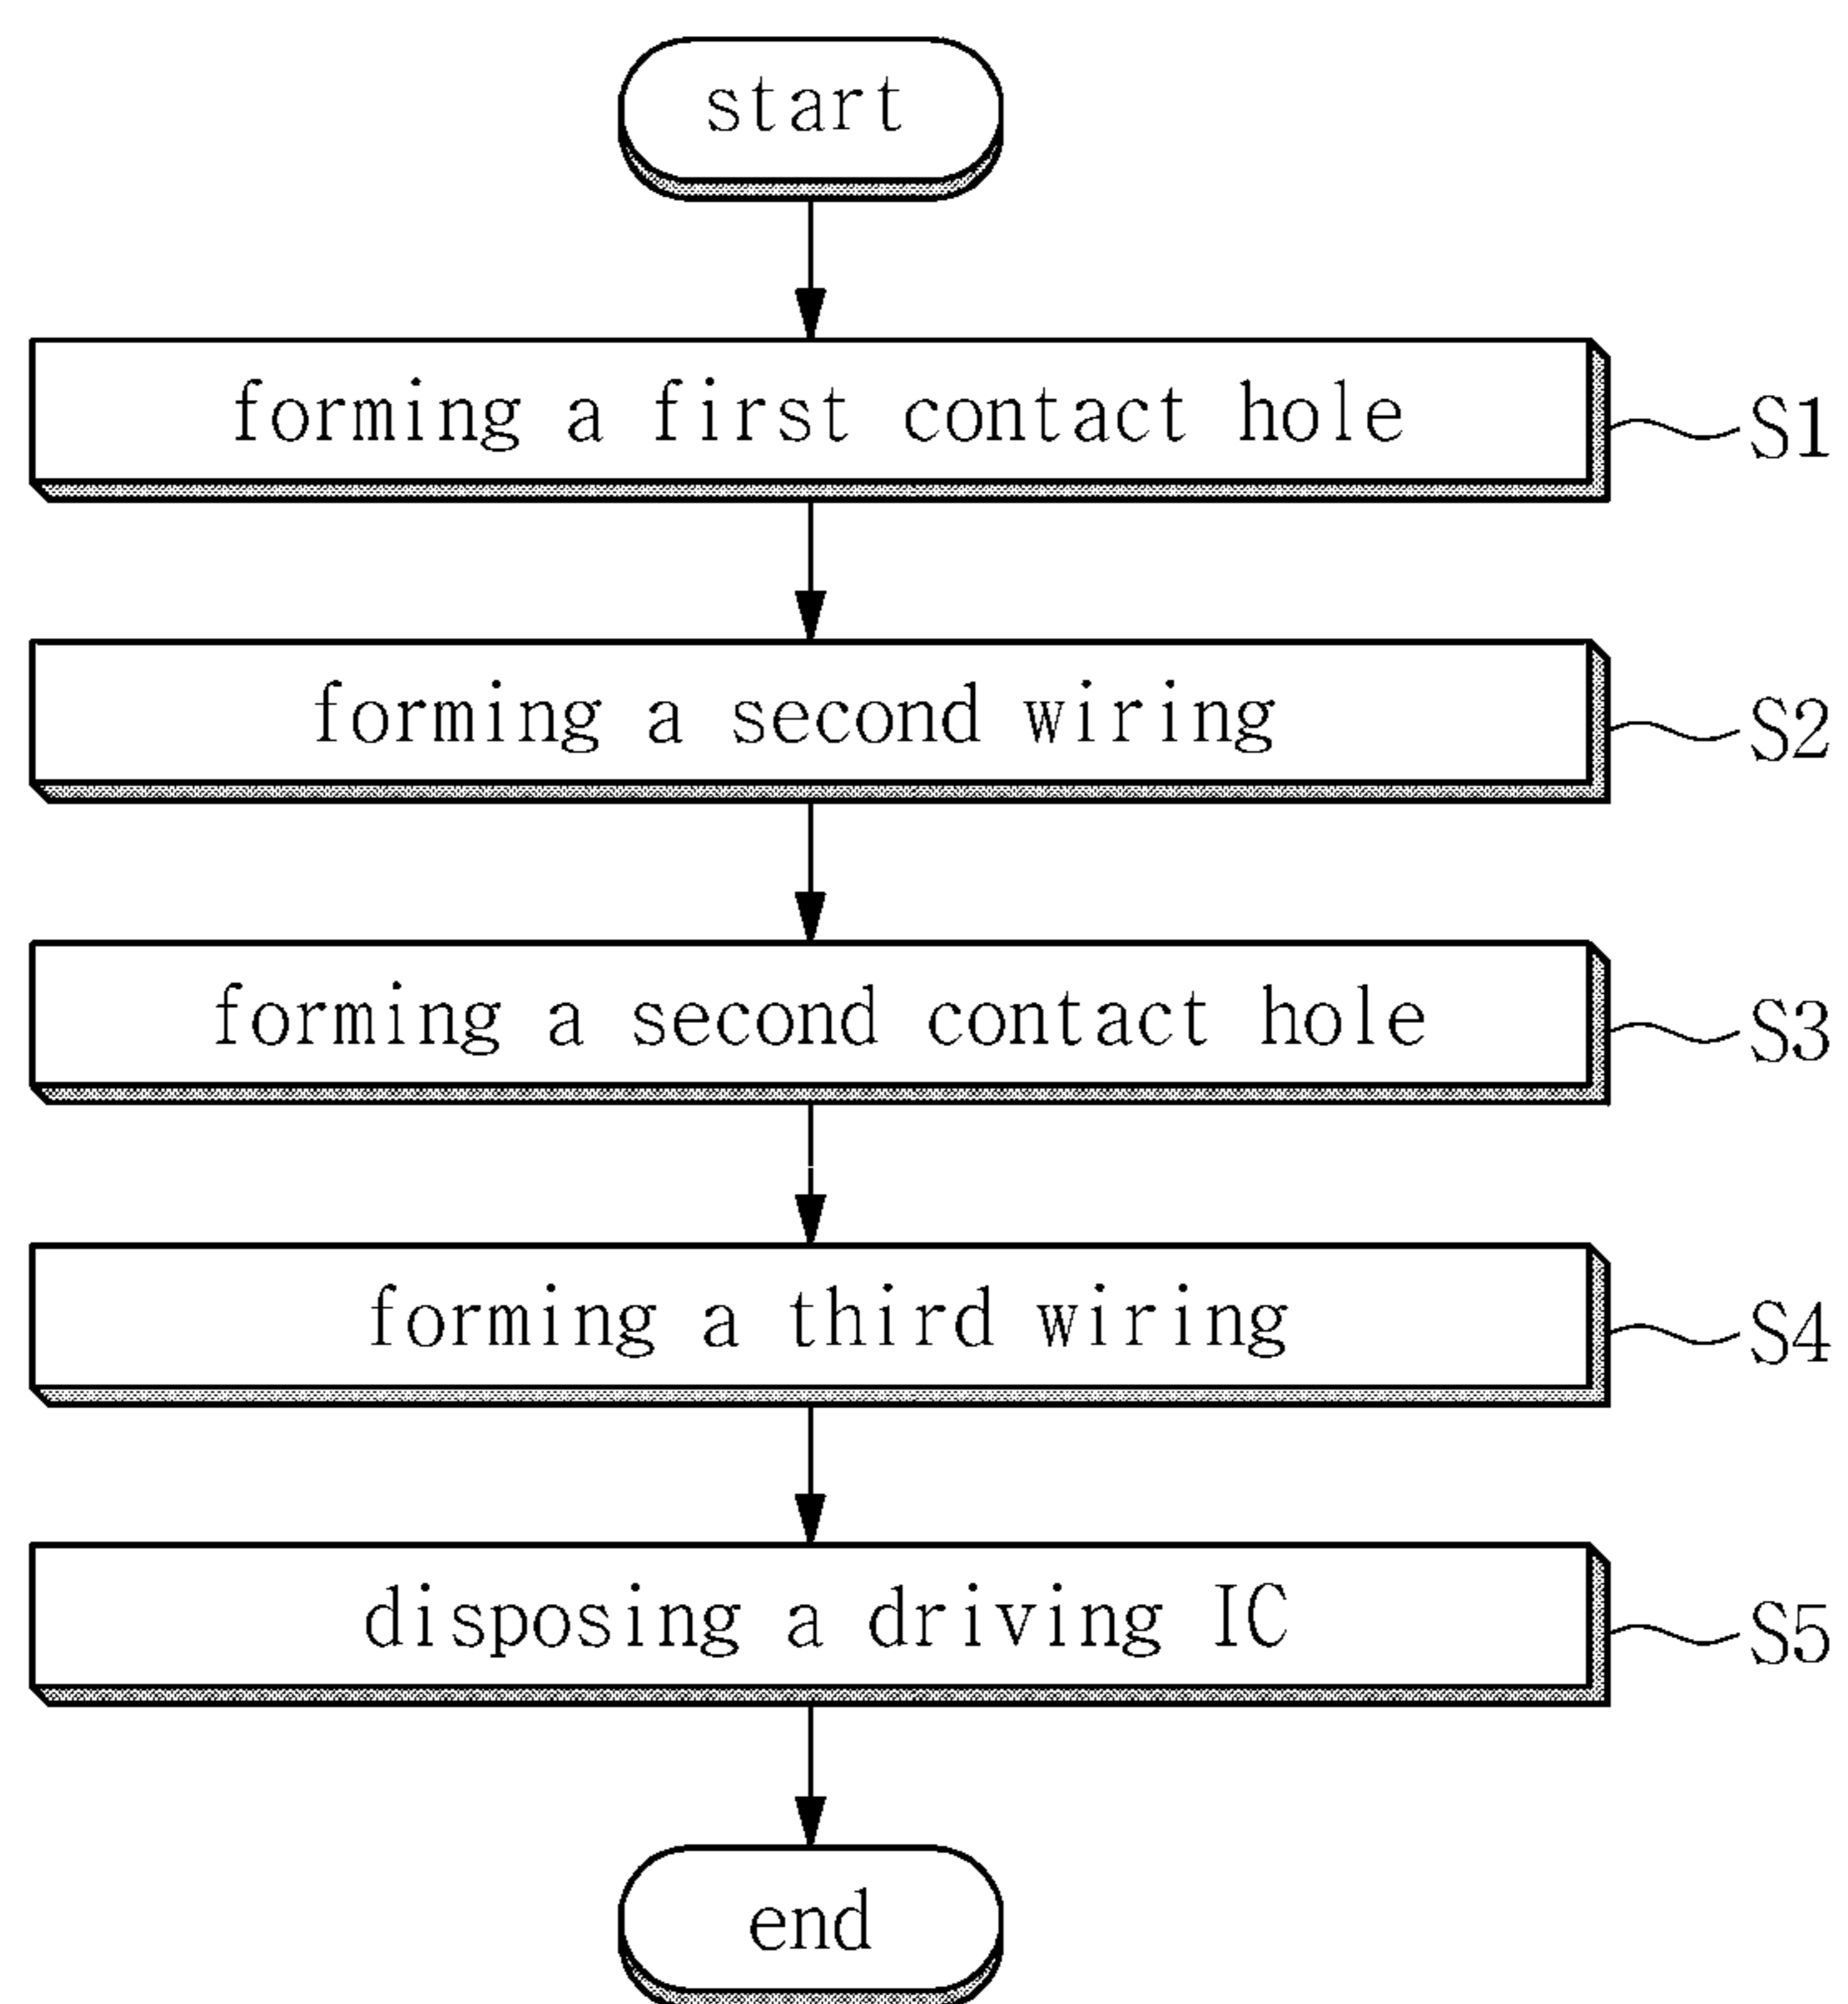 start
forming a first contact hole
S1
forming a second wiring
S2
forming a second contact hole
S3
forming a third wiring
S4
disposing a driving IC
S5
end